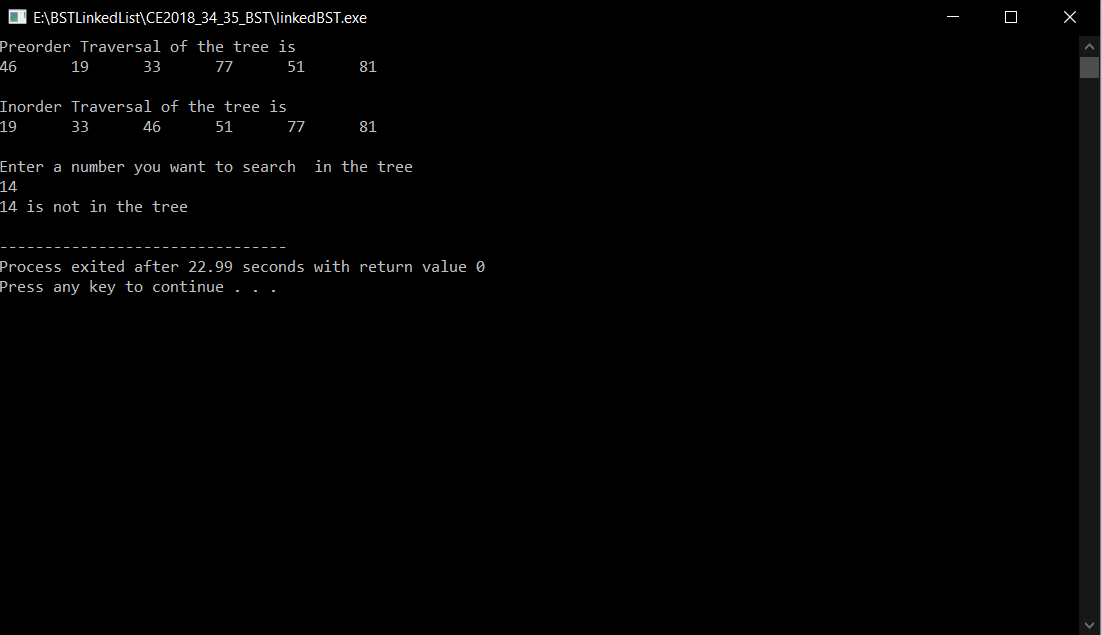 E:\BSTLinkedList\CE2018_34_35_BST\linkedBST.exe
Preorder Traversal of the tree is
46      19      33      77      51      81
Inorder Traversal of the tree is
19      33      46      51      77      81
Enter a number you want to search  in the tree
14
14 is not in the tree
--------------------------------
Process exited after 22.99 seconds with return value 0
Press any key to continue . . .